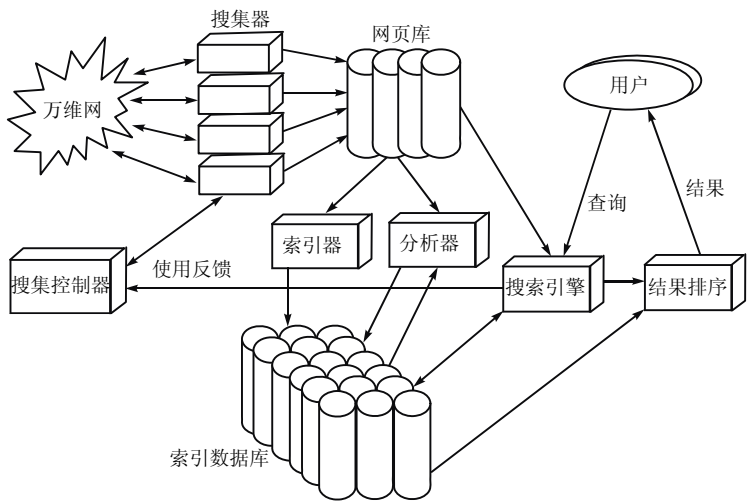 搜集器
网页库
万维网
用户
查询
结果
索引器
分析器
使用反馈
搜集控制器
搜索引擎
结果排序
索引数据库